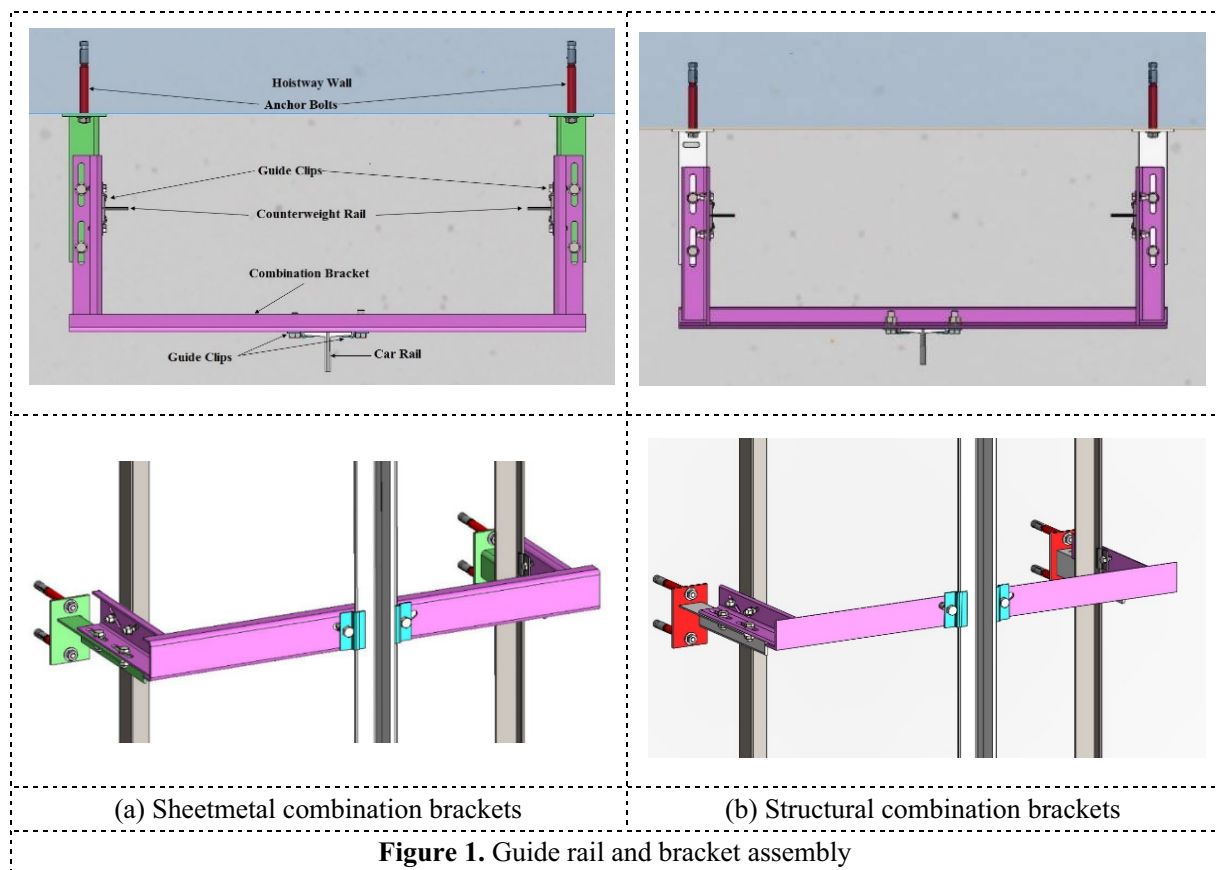 Hoistway Wall
Anchor Bolts
Guide Clips
Counterweight Rail
Combination Bracket
Guide Clips
Car Rail
(a) Sheetmetal combination brackets
(b) Structural combination brackets
Figure 1. Guide rail and bracket assembly